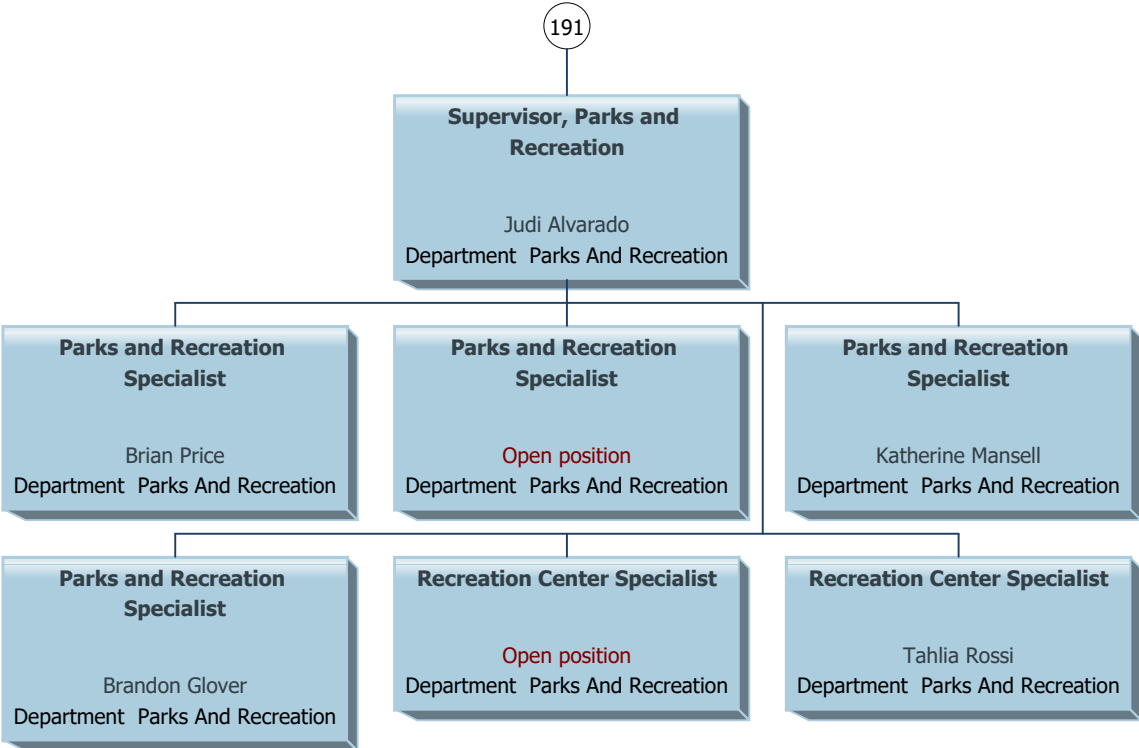 191
Supervisor, Parks and
Recreation
Judi Alvarado
Department  Parks And Recreation
Parks and Recreation
Specialist
Brian Price
Department  Parks And Recreation
Parks and Recreation
Specialist
Open position
Department  Parks And Recreation
Parks and Recreation
Specialist
Katherine Mansell
Department  Parks And Recreation
Parks and Recreation
Specialist
Brandon Glover
Department  Parks And Recreation
Recreation Center Specialist
Open position
Department  Parks And Recreation
Recreation Center Specialist
Tahlia Rossi
Department  Parks And Recreation